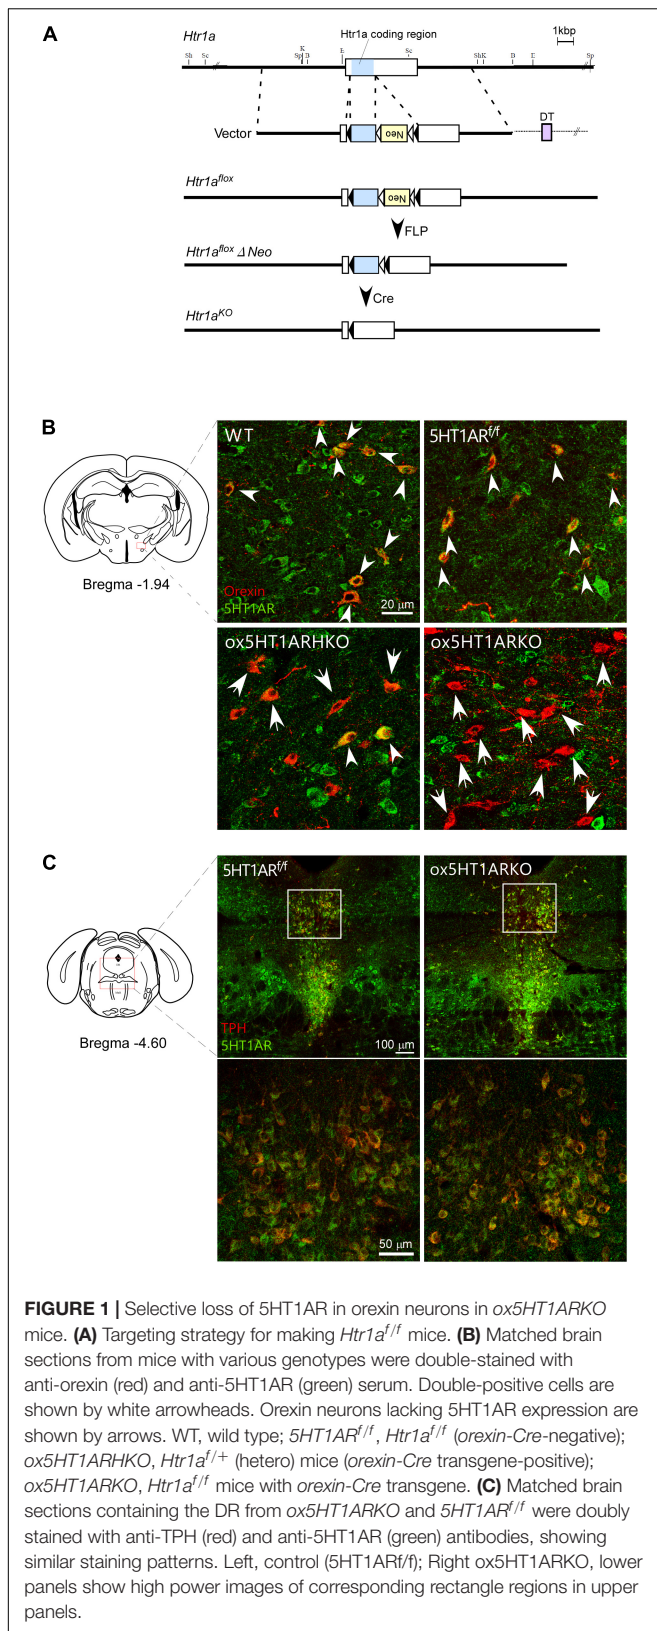 A
Htr1a
Htr1a coding region
1kbp
Sh Sc Sp K B E Sc Sh K B E Sp
Vector
Neo
DT
Htr1a^flox
Neo
FLP
Htr1a^flox Δ Neo
Cre
Htr1a^KO
B
WT
5HT1AR^f/f
Bregma -1.94
Orexin
5HT1AR
20 μm
ox5HT1ARHKO
ox5HT1ARKO
C
5HT1AR^f/f
ox5HT1ARKO
Bregma -4.60
TPH
5HT1AR
100 μm
50 μm
FIGURE 1 | Selective loss of 5HT1AR in orexin neurons in ox5HT1ARKO
mice. (A) Targeting strategy for making Htr1a^f/f mice. (B) Matched brain
sections from mice with various genotypes were double-stained with
anti-orexin (red) and anti-5HT1AR (green) serum. Double-positive cells are
shown by white arrowheads. Orexin neurons lacking 5HT1AR expression are
shown by arrows. WT, wild type; 5HT1AR^f/f, Htr1a^f/f (orexin-Cre-negative);
ox5HT1ARHKO, Htr1a^f/+ (hetero) mice (orexin-Cre transgene-positive);
ox5HT1ARKO, Htr1a^f/f mice with orexin-Cre transgene. (C) Matched brain
sections containing the DR from ox5HT1ARKO and 5HT1AR^f/f were doubly
stained with anti-TPH (red) and anti-5HT1AR (green) antibodies, showing
similar staining patterns. Left, control (5HT1ARf/f); Right ox5HT1ARKO, lower
panels show high power images of corresponding rectangle regions in upper
panels.